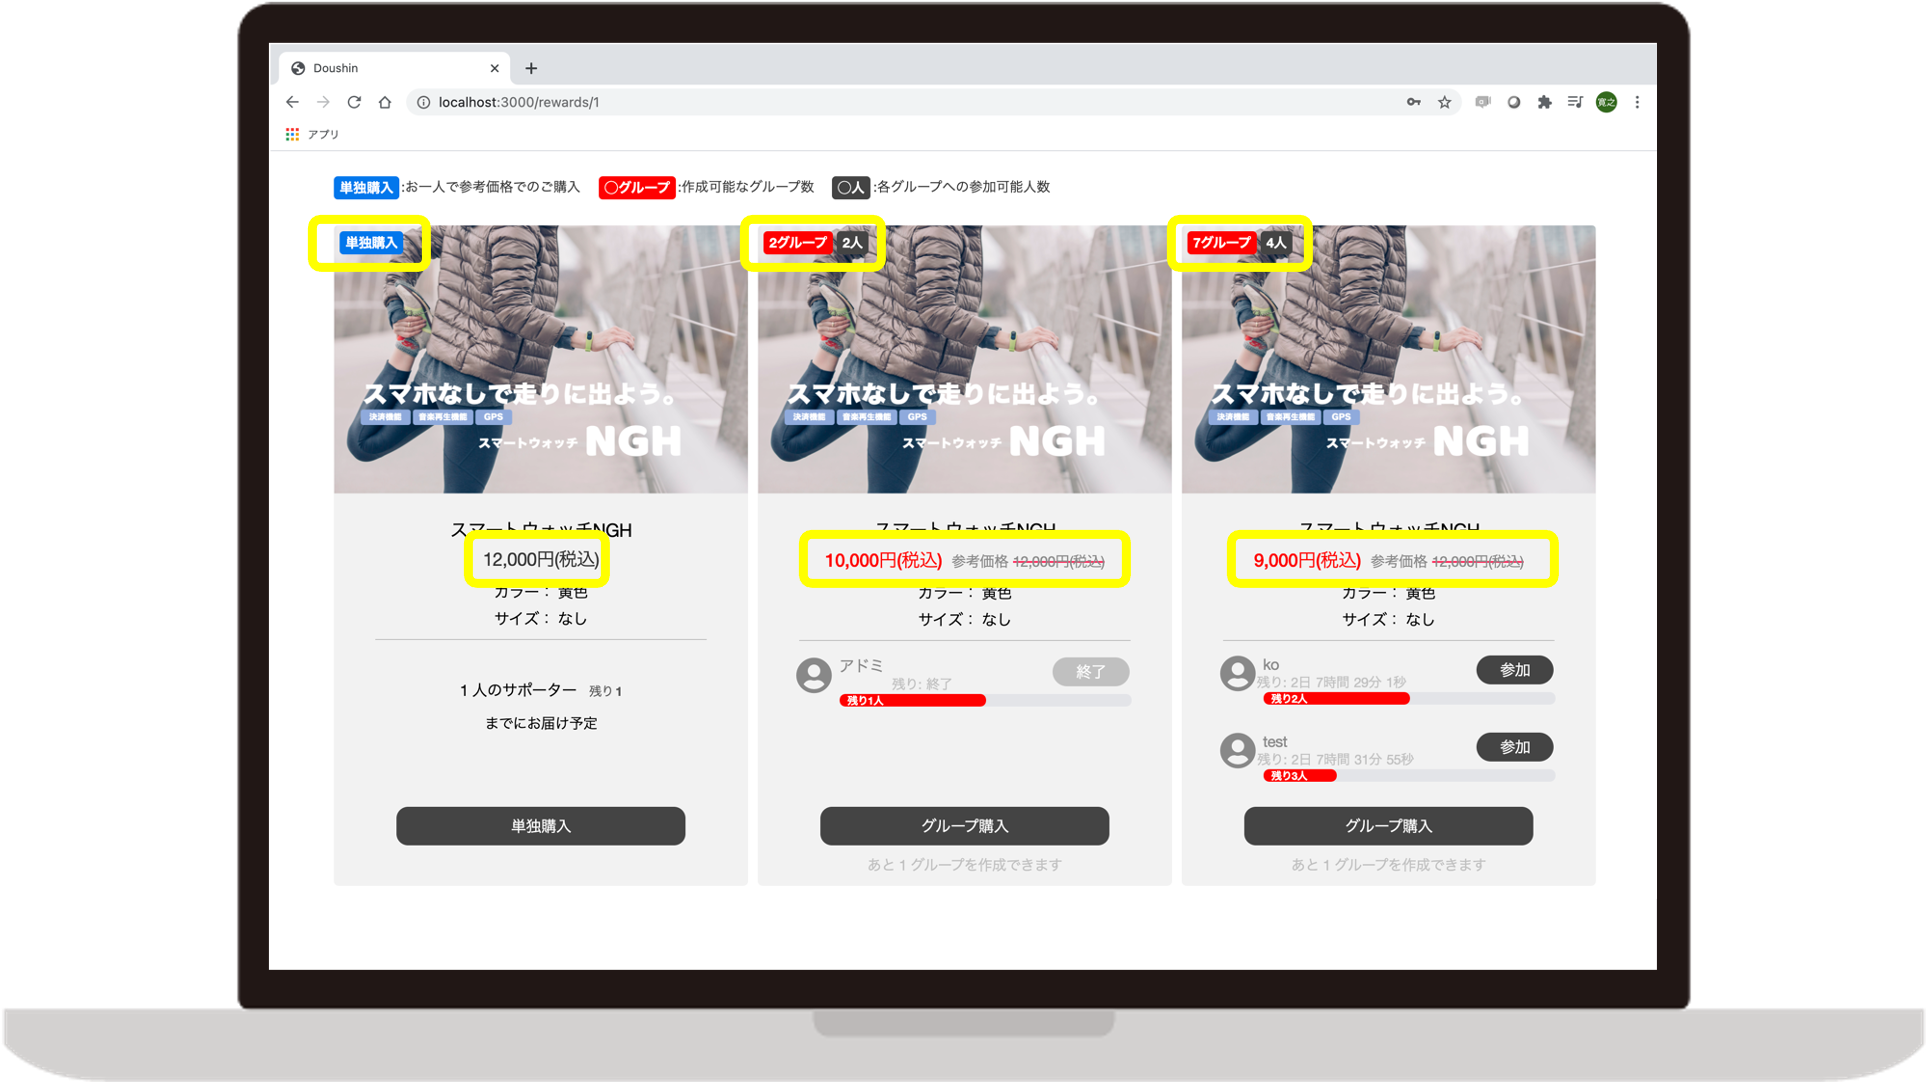 Doushin
localhost:3000/rewards/1
寛之
アプリ
単独購入 :お一人で参考価格でのご購入 〇グループ :作成可能なグループ数 〇人 :各グループへの参加可能人数
単独購入
スマホなしで走りに出よう。
決済機能 音楽再生機能 GPS
スマートウォッチ NGH
スマートウォッチNGH
12,000円(税込)
カラー： 黄色
サイズ： なし
1 人のサポーター 残り 1
までにお届け予定
単独購入
2グループ 2人
スマホなしで走りに出よう。
決済機能 音楽再生機能 GPS
スマートウォッチ NGH
スマートウォッチNGH
10,000円(税込) 参考価格 12,000円(税込)
カラー： 黄色
サイズ： なし
アドミ
残り: 終了
終了
残り1人
グループ購入
あと 1 グループを作成できます
7グループ 4人
スマホなしで走りに出よう。
決済機能 音楽再生機能 GPS
スマートウォッチ NGH
スマートウォッチNGH
9,000円(税込) 参考価格 12,000円(税込)
カラー： 黄色
サイズ： なし
ko
残り: 2日 7時間 29分 1秒
参加
残り2人
test
残り: 2日 7時間 31分 55秒
参加
残り3人
グループ購入
あと 1 グループを作成できます